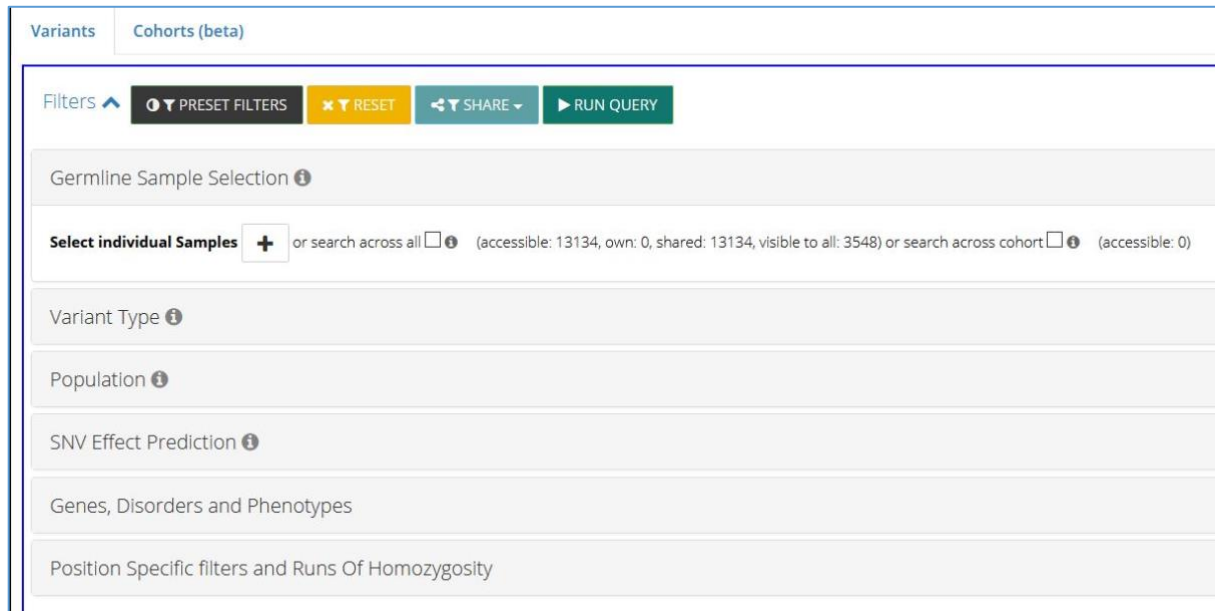 Variants Cohorts (beta)
Filters PRESET FILTERS RESET SHARE RUN QUERY
Germline Sample Selection
Select individual Samples or search across all (accessible: 13134, own: 0, shared: 13134, visible to all: 3548) or search across cohort (accessible: 0)
Variant Type
Population
SNV Effect Prediction
Genes, Disorders and Phenotypes
Position Specific filters and Runs Of Homozygosity